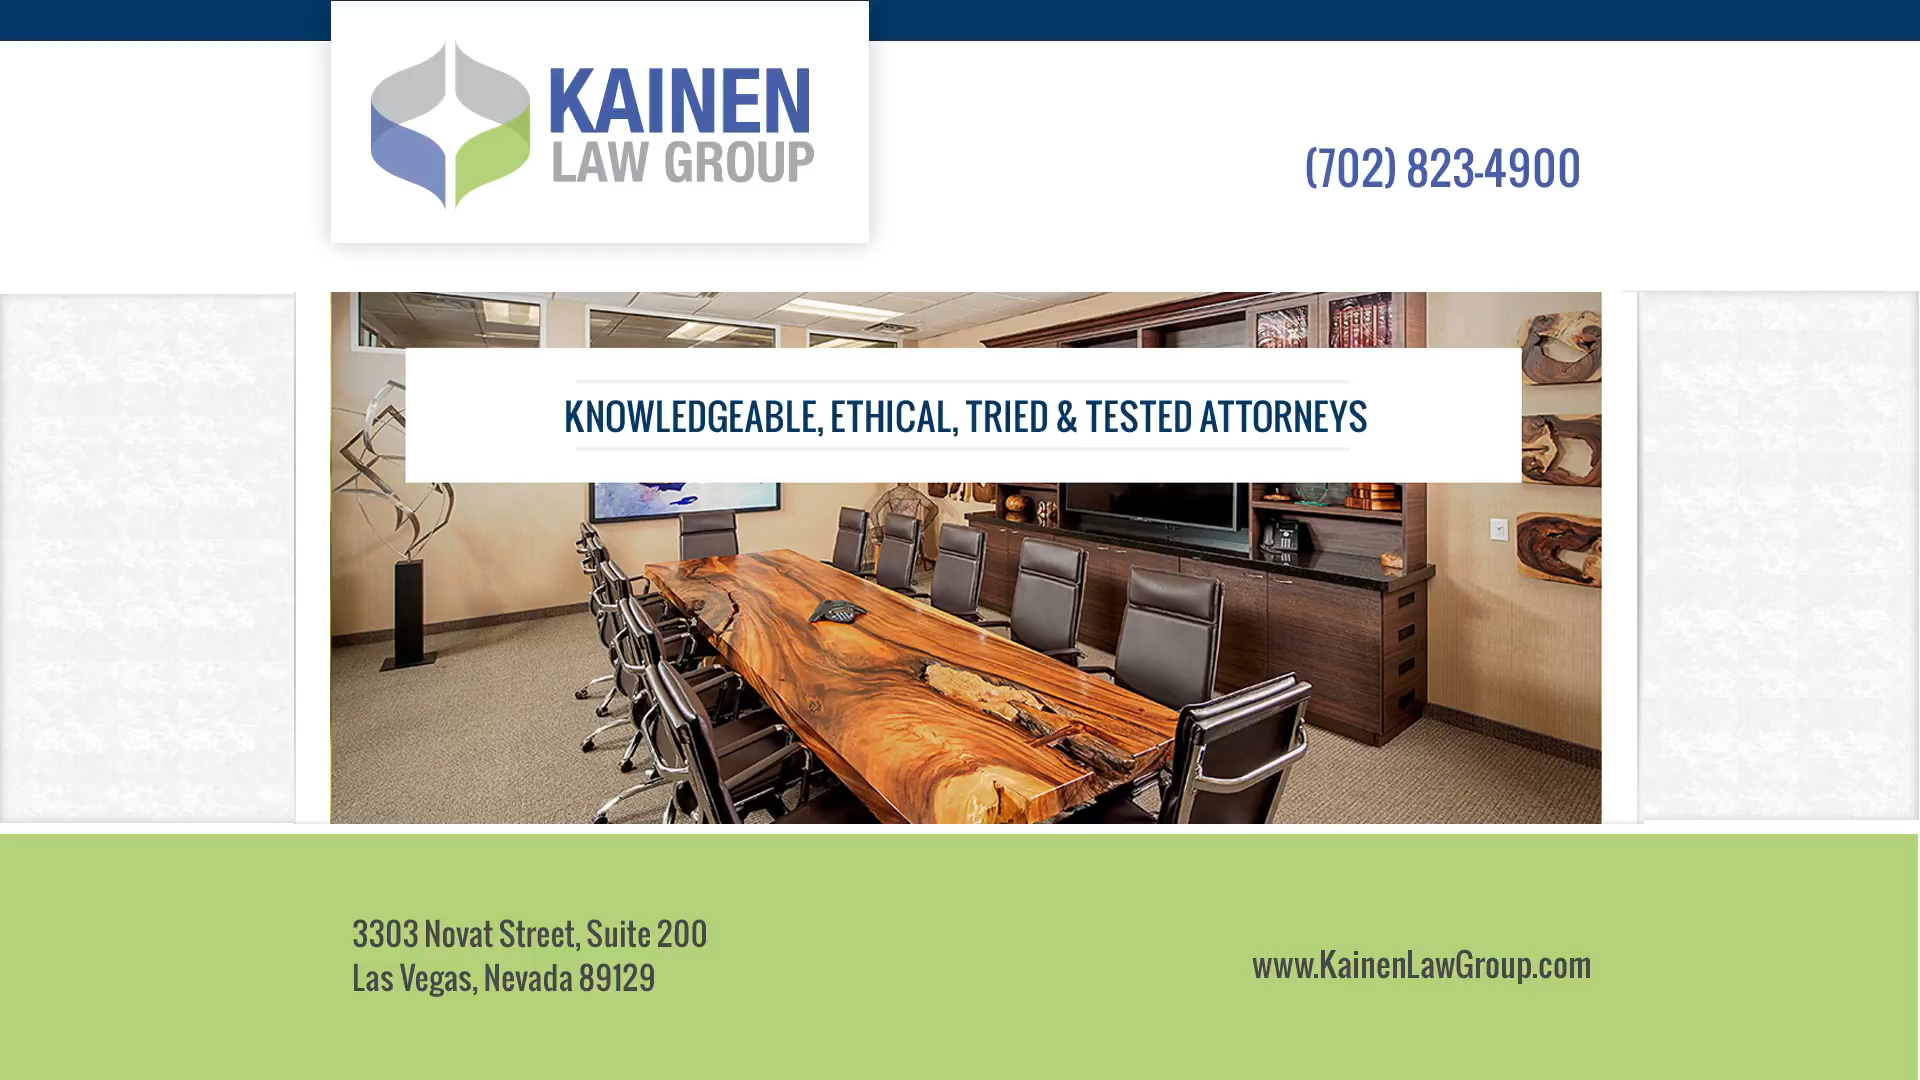 KAINEN
LAW GROUP
(702) 823-4900
KNOWLEDGEABLE, ETHICAL, TRIED & TESTED ATTORNEYS
3303 Novat Street, Suite 200
Las Vegas, Nevada 89129
www.KainenLawGroup.com